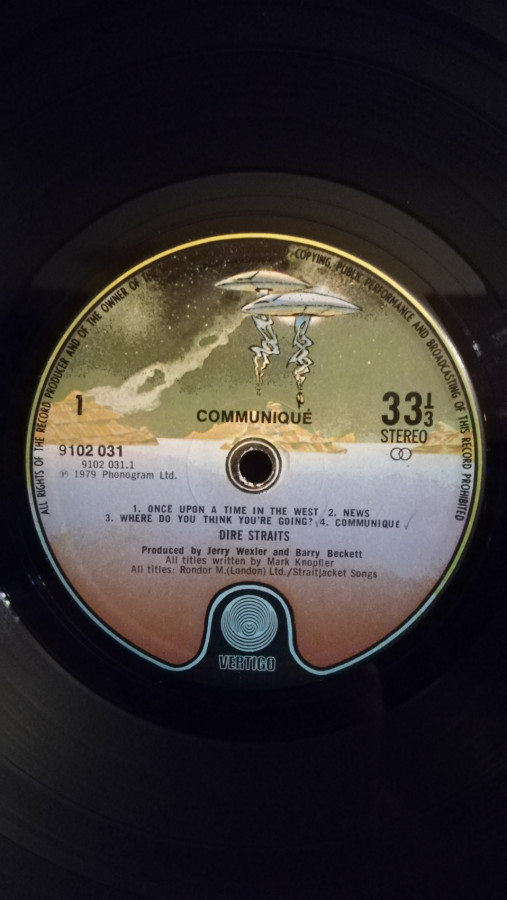 ALL RIGHTS OF THE RECORD PRODUCER AND OF THE OWNER OF COPYING, PUBLIC PERFORMANCE AND BROADCASTING OF THIS RECORD PROHIBITED
1
COMMUNIQUÉ
33⅓
STEREO
9102 031
9102 031.1
℗ 1979 Phonogram Ltd.
1. ONCE UPON A TIME IN THE WEST 2. NEWS
3. WHERE DO YOU THINK YOU'RE GOING? 4. COMMUNIQUÉ
DIRE STRAITS
Produced by Jerry Wexler and Barry Beckett
All titles written by Mark Knopfler
All titles: Rondor M.(London) Ltd./Straitjacket Songs
VERTIGO